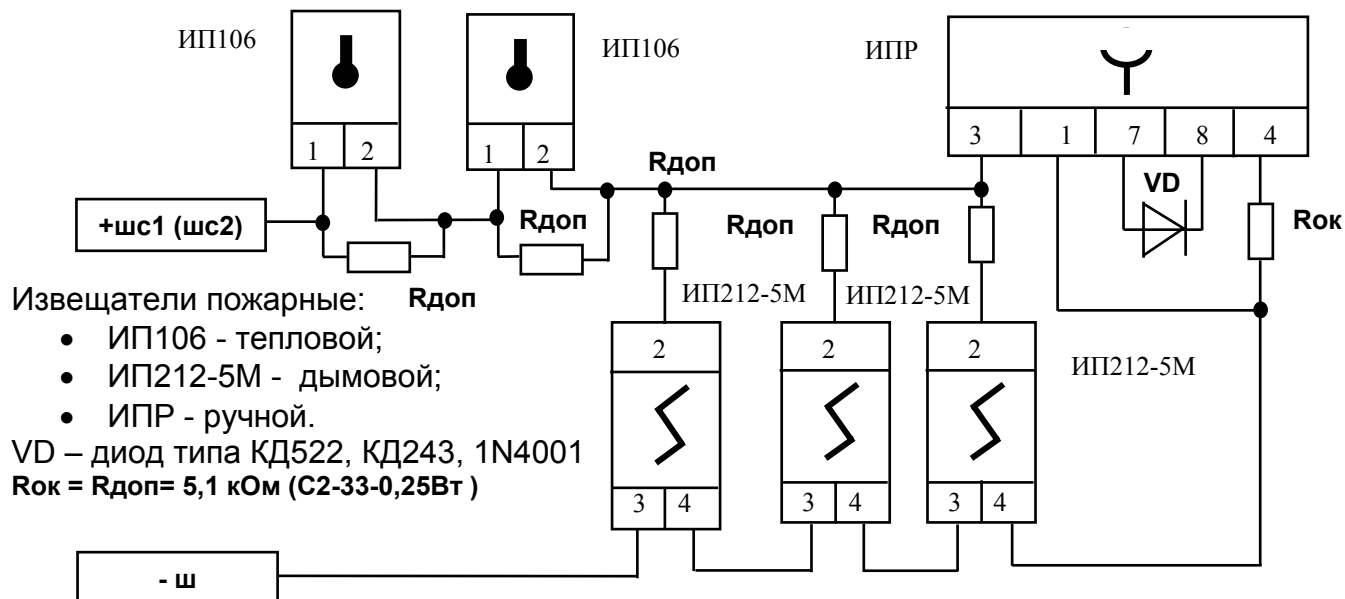 ИП106
ИП106
ИПР
1 2
1 2
3 1 7 8 4
Rдоп
VD
+шс1 (шс2)
Rдоп
Rдоп
Rдоп
Rок
Извещатели пожарные:
Rдоп
ИП212-5М
ИП212-5М
• ИП106 - тепловой;
2
2
2
ИП212-5М
• ИП212-5М - дымовой;
• ИПР - ручной.
VD – диод типа КД522, КД243, 1N4001
Rок = Rдоп= 5,1 кОм (С2-33-0,25Вт )
3 4
3 4
3 4
- ш